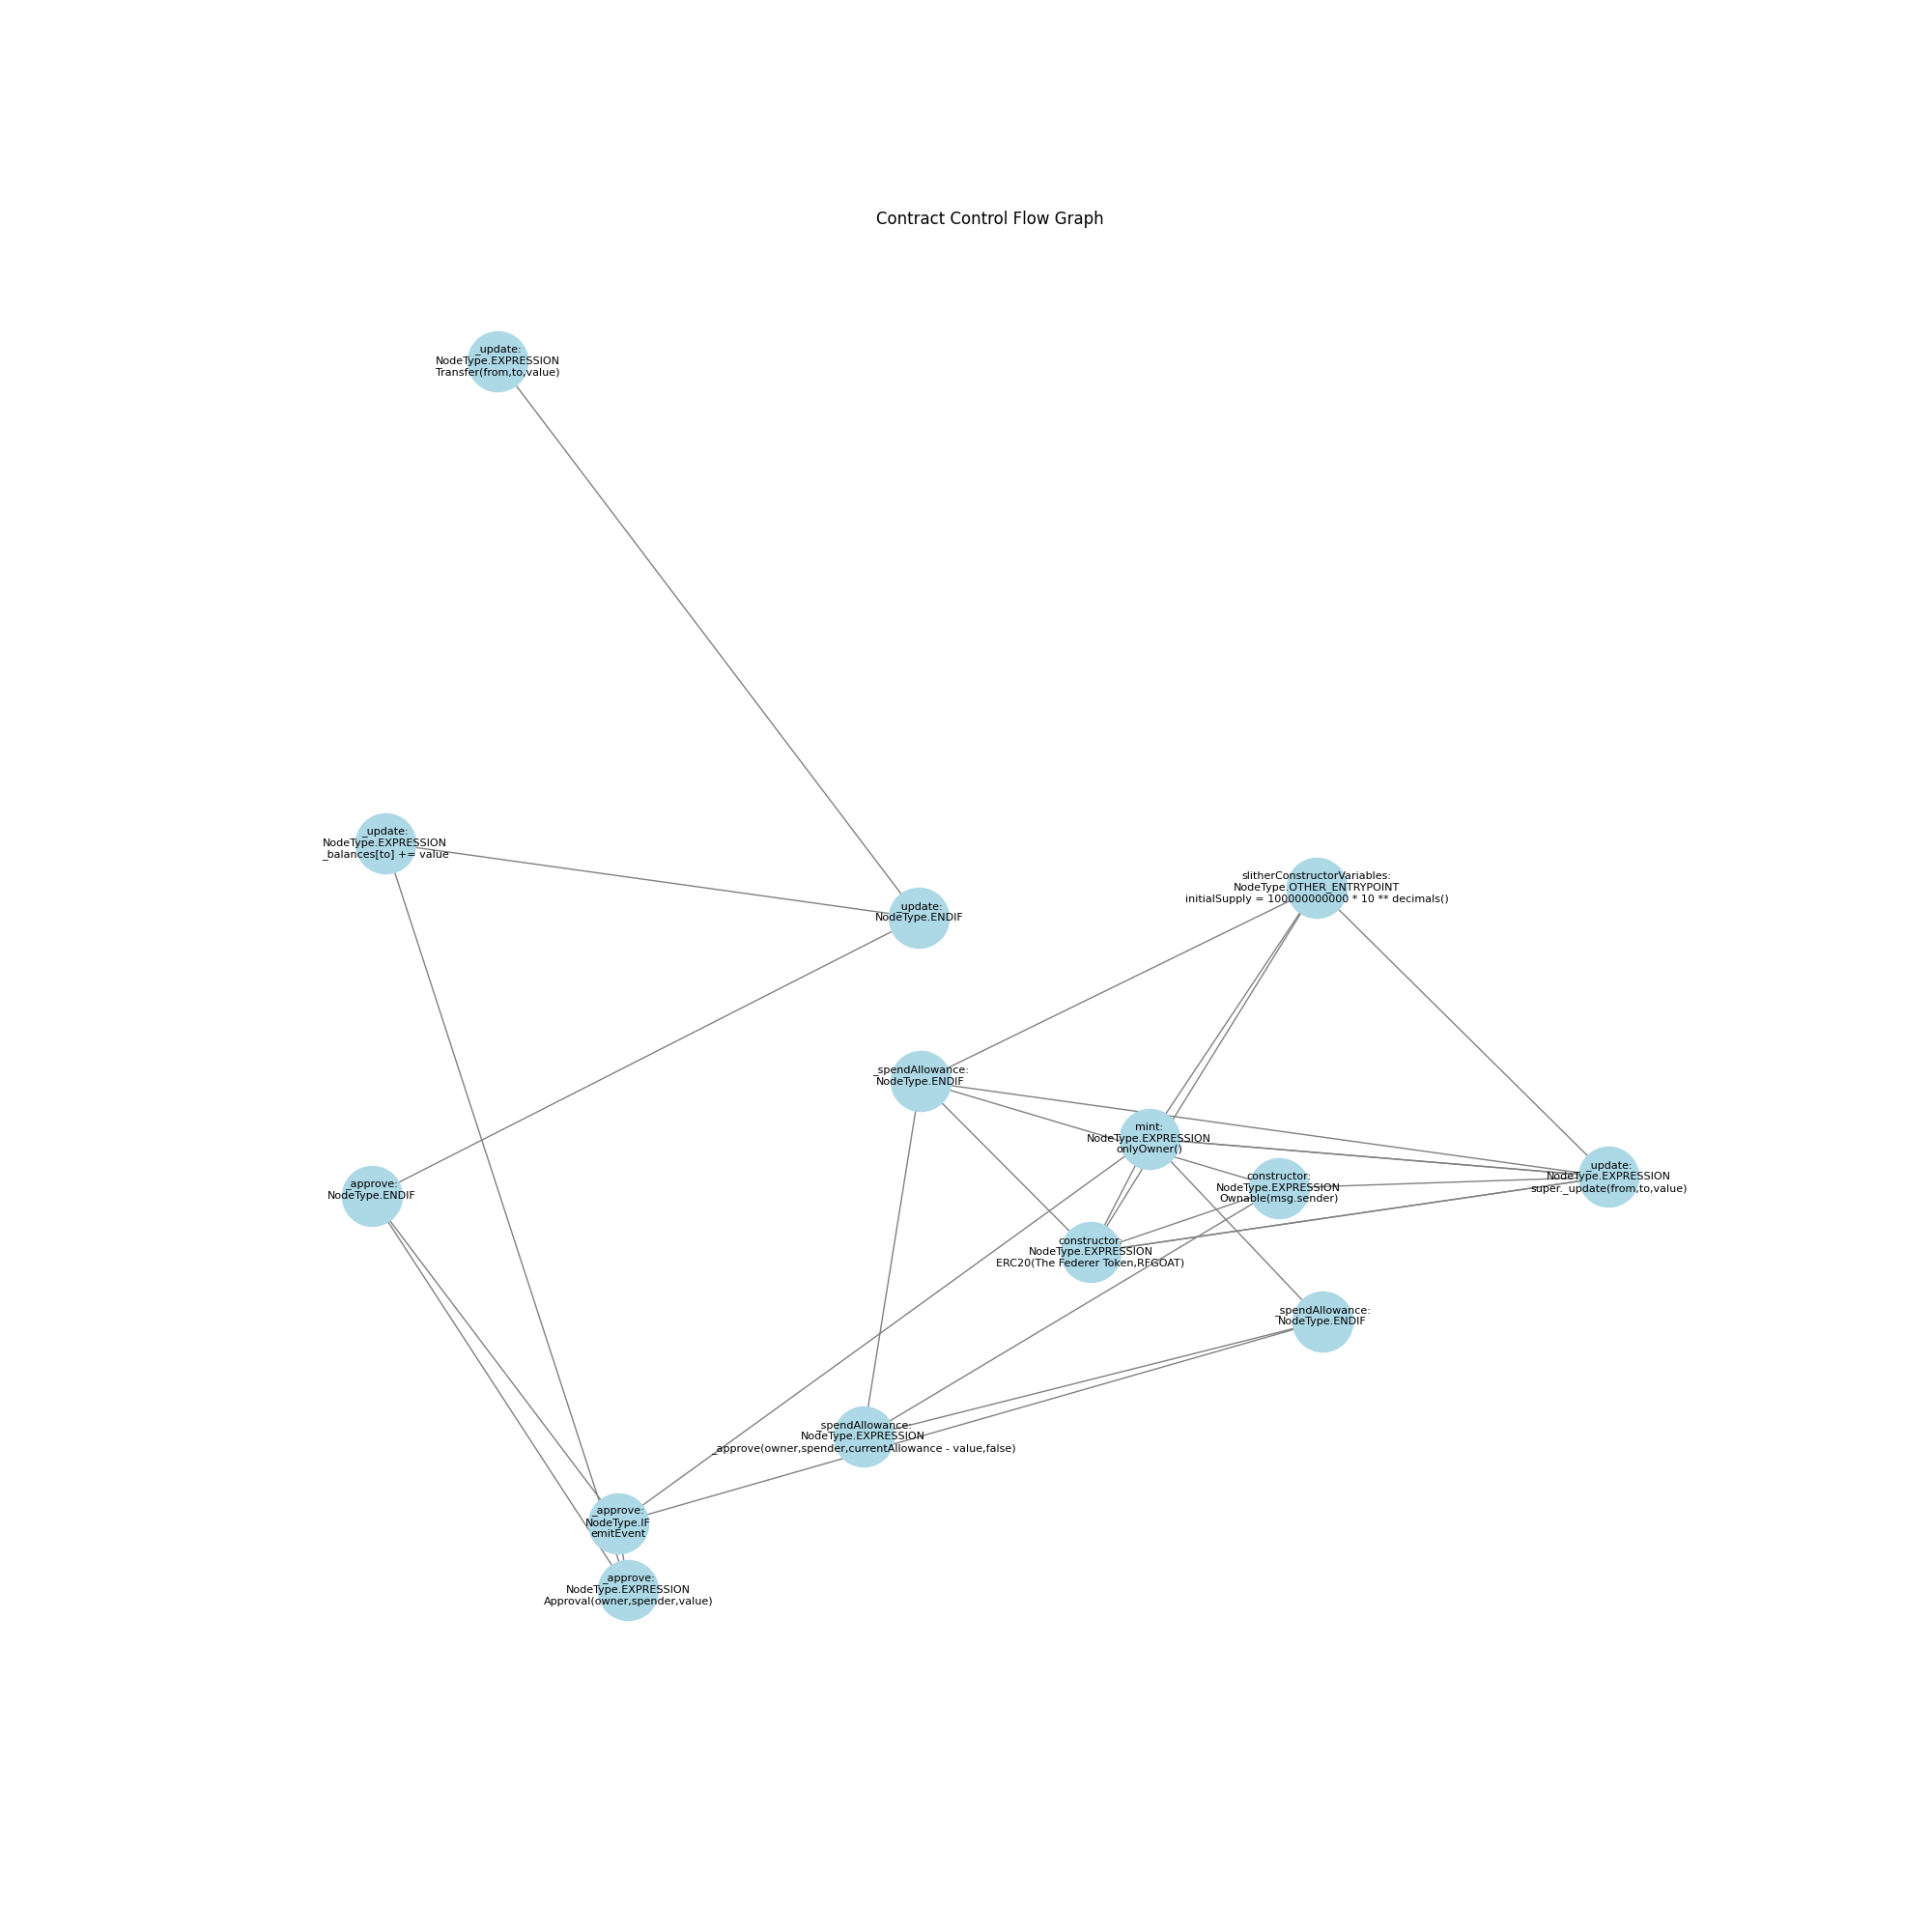 Contract Control Flow Graph
_update:
NodeType.EXPRESSION
Transfer(from,to,value)
_update:
NodeType.EXPRESSION
_balances[to] += value
slitherConstructorVariables:
NodeType.OTHER_ENTRYPOINT
initialSupply = 100000000000 * 10 ** decimals()
_update:
NodeType.ENDIF
_spendAllowance:
NodeType.ENDIF
mint:
NodeType.EXPRESSION
onlyOwner()
_update:
NodeType.EXPRESSION
super._update(from,to,value)
constructor:
NodeType.EXPRESSION
Ownable(msg.sender)
_approve:
NodeType.ENDIF
constructor:
NodeType.EXPRESSION
ERC20(The Federer Token,RFGOAT)
_spendAllowance:
NodeType.ENDIF
_spendAllowance:
NodeType.EXPRESSION
_approve(owner,spender,currentAllowance - value,false)
_approve:
NodeType.IF
emitEvent
_approve:
NodeType.EXPRESSION
Approval(owner,spender,value)